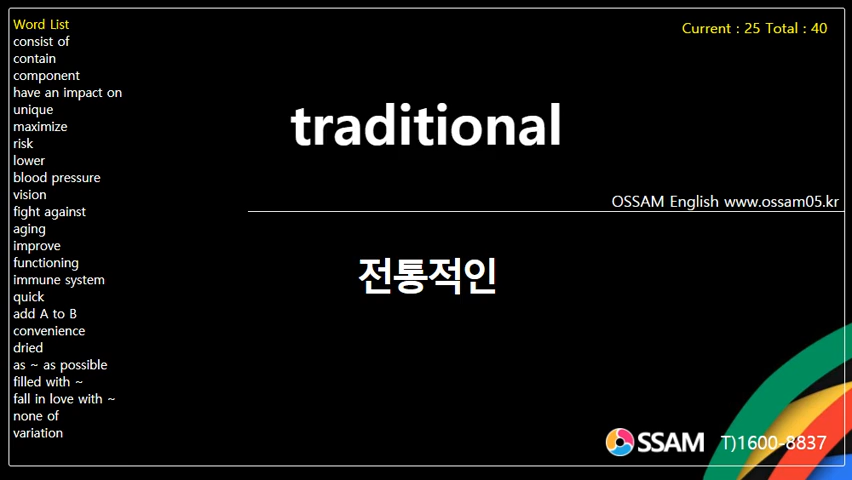 Word List
consist of
contain
component
have an impact on
unique
maximize
risk
lower
blood pressure
vision
fight against
aging
improve
functioning
immune system
quick
add A to B
convenience
dried
as ~ as possible
filled with ~
fall in love with ~
none of
variation
Current : 25 Total : 40
traditional
OSSAM English www.ossam05.kr
전통적인
OSSAM T)1600-8837